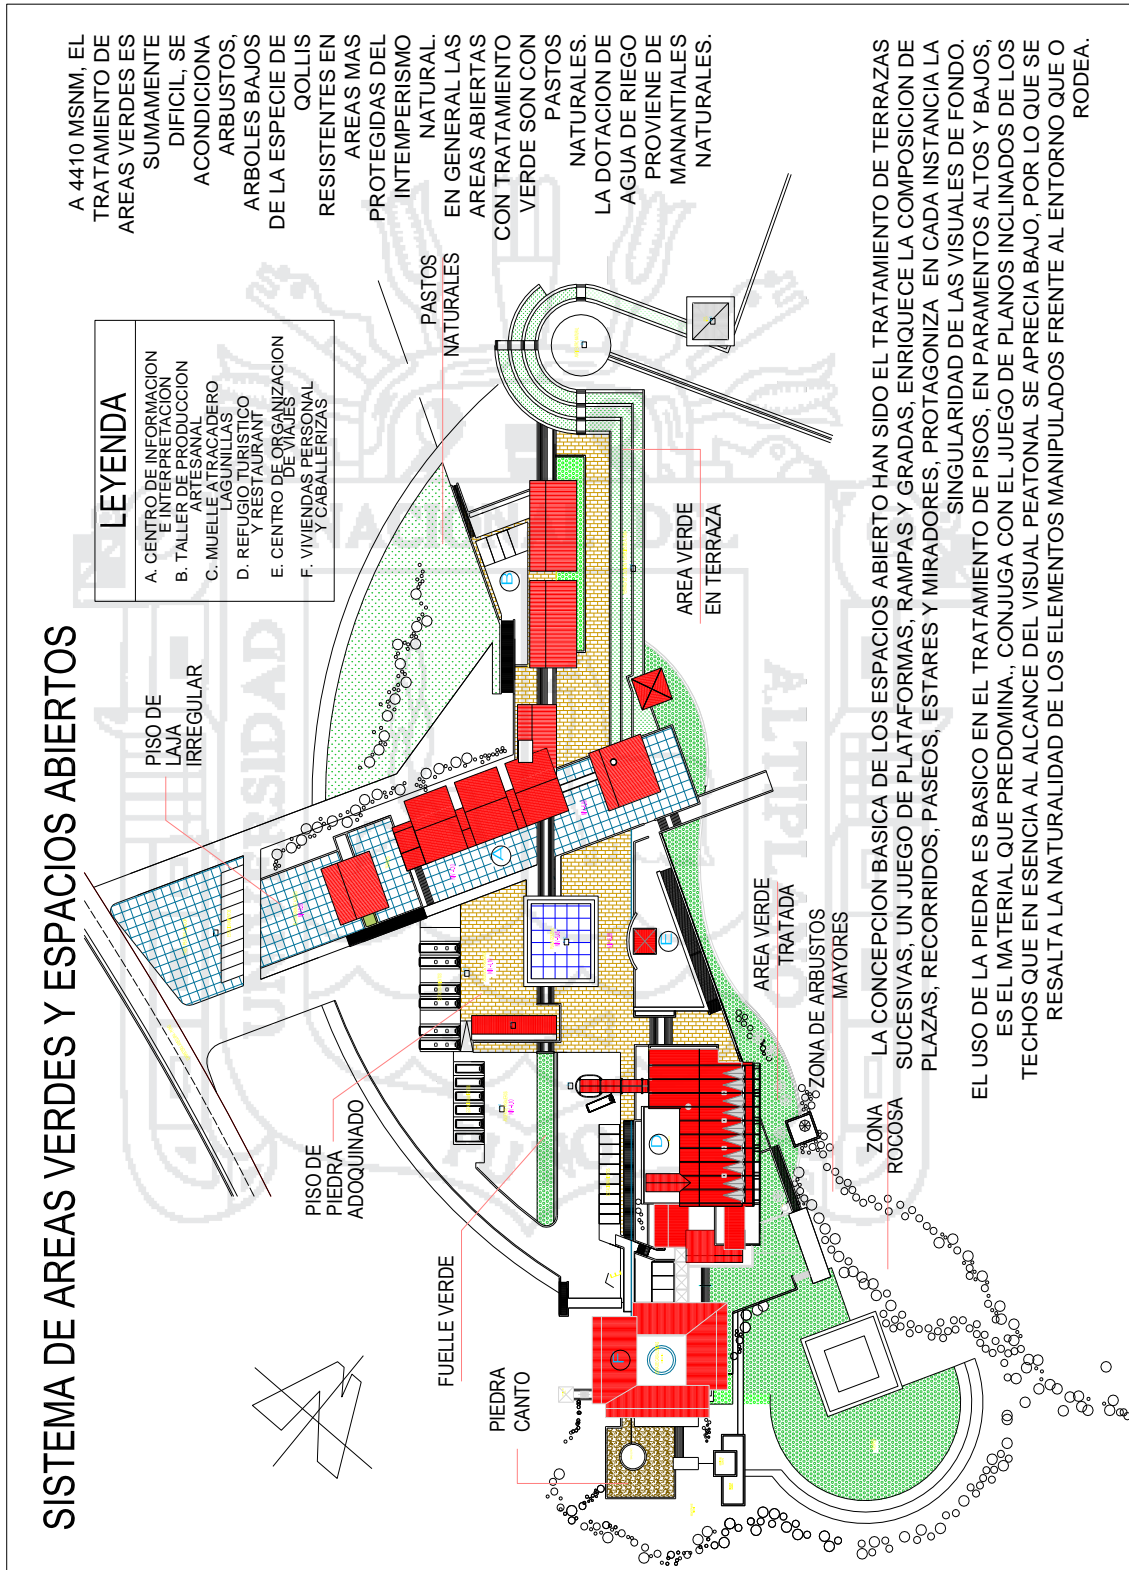 SISTEMA DE AREAS VERDES Y ESPACIOS ABIERTOS
LEYENDA
A. CENTRO DE INFORMACION
E INTERPRETACION
B. TALLER DE PRODUCCION
ARTESANAL
C. MUELLE ATRACADERO
LAGUNILLAS
D. REFUGIO TURISTICO
Y RESTAURANT
E. CENTRO DE ORGANIZACION
DE VIAJES
F. VIVIENDAS PERSONAL
Y CABALLERIZAS
A 4410 MSNM, EL
TRATAMIENTO DE
AREAS VERDES ES
SUMAMENTE
DIFICIL, SE
ACONDICIONA
ARBUSTOS,
ARBOLES BAJOS
DE LA ESPECIE DE
QOLLIS
RESISTENTES EN
AREAS MAS
PROTEGIDAS DEL
INTEMPERISMO
NATURAL.
EN GENERAL LAS
AREAS ABIERTAS
CON TRATAMIENTO
VERDE SON CON
PASTOS
NATURALES.
LA DOTACION DE
AGUA DE RIEGO
PROVIENE DE
MANANTIALES
NATURALES.
PISO DE
LAJA
IRREGULAR
PASTOS
NATURALES
PISO DE
PIEDRA
ADOQUINADO
FUELLE VERDE
PIEDRA
CANTO
AREA VERDE
EN TERRAZA
AREA VERDE
TRATADA
ZONA DE ARBUSTOS
MAYORES
ZONA
ROCOSA
A
B
D
E
F
UNIVERSIDAD
NACIONAL DEL
ALTIPLANO
LA CONCEPCION BASICA DE LOS ESPACIOS ABIERTO HAN SIDO EL TRATAMIENTO DE TERRAZAS
SUCESIVAS, UN JUEGO DE PLATAFORMAS, RAMPAS Y GRADAS, ENRIQUECE LA COMPOSICION DE
PLAZAS, RECORRIDOS, PASEOS, ESTARES Y MIRADORES, PROTAGONIZA EN CADA INSTANCIA LA
SINGULARIDAD DE LAS VISUALES DE FONDO.
EL USO DE LA PIEDRA ES BASICO EN EL TRATAMIENTO DE PISOS, EN PARAMENTOS ALTOS Y BAJOS,
ES EL MATERIAL QUE PREDOMINA., CONJUGA CON EL JUEGO DE PLANOS INCLINADOS DE LOS
TECHOS QUE EN ESENCIA AL ALCANCE DEL VISUAL PEATONAL SE APRECIA BAJO, POR LO QUE SE
RESALTA LA NATURALIDAD DE LOS ELEMENTOS MANIPULADOS FRENTE AL ENTORNO QUE O
RODEA.